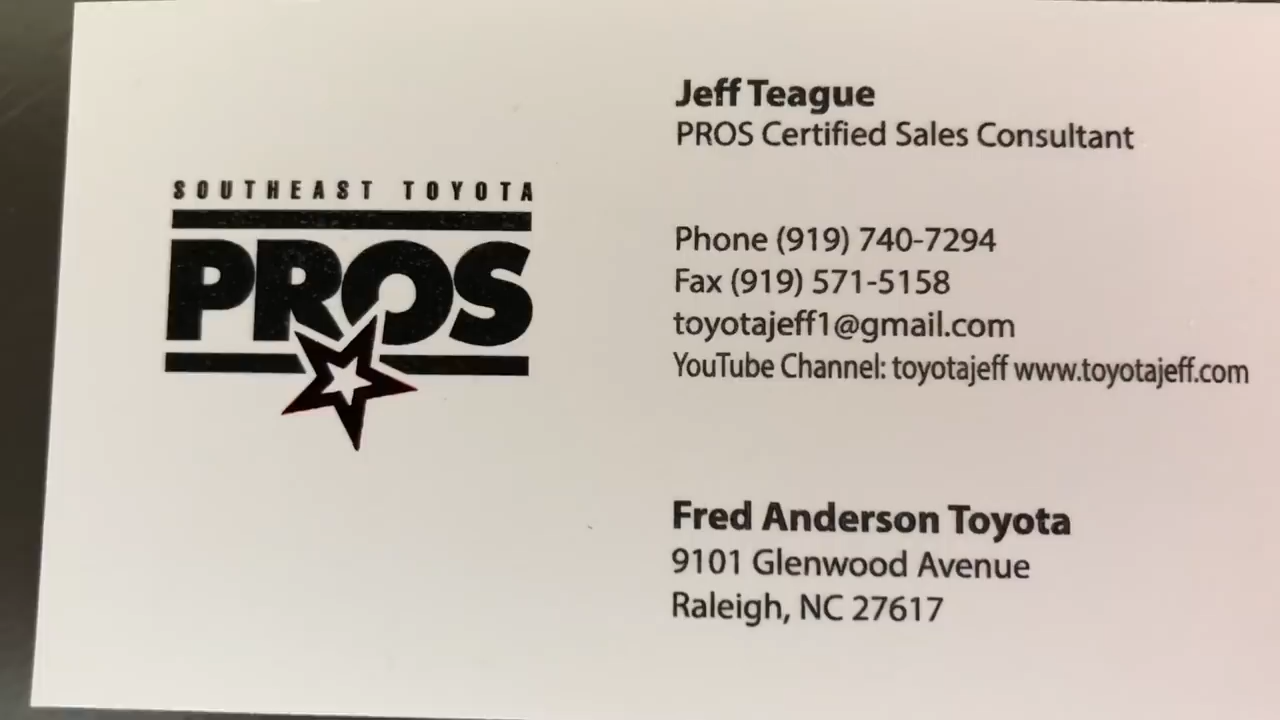 SOUTHEAST TOYOTA
PROS
Jeff Teague
PROS Certified Sales Consultant
Phone (919) 740-7294
Fax (919) 571-5158
toyotajeff1@gmail.com
YouTube Channel: toyotajeff www.toyotajeff.com
Fred Anderson Toyota
9101 Glenwood Avenue
Raleigh, NC 27617